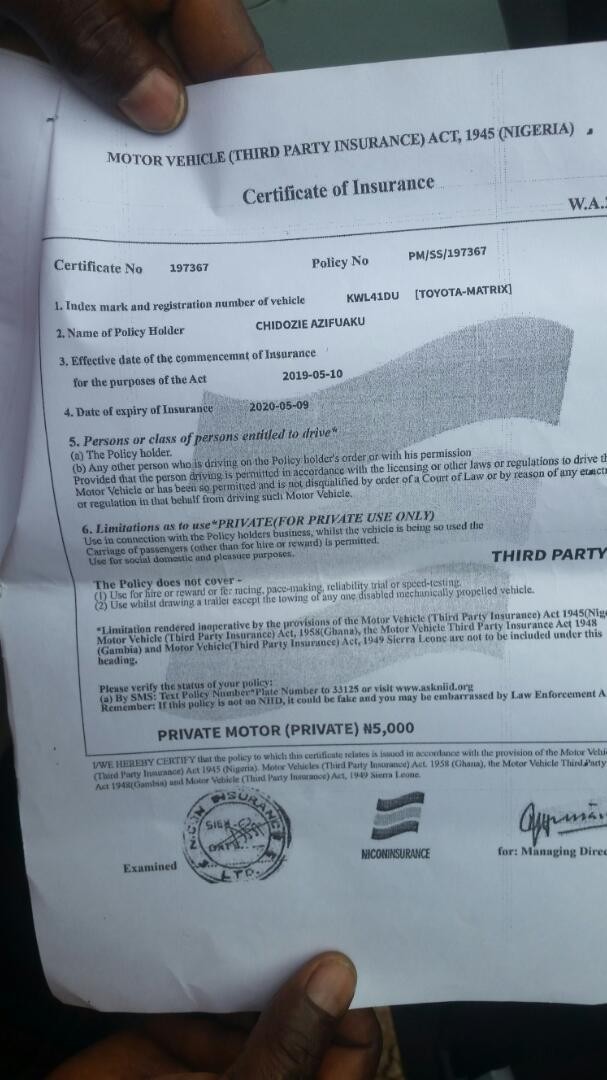 MOTOR VEHICLE (THIRD PARTY INSURANCE) ACT, 1945 (NIGERIA)
Certificate of Insurance
W.A.
Certificate No 197367 Policy No PM/SS/197367
1. Index mark and registration number of vehicle KWL41DU [TOYOTA-MATRIX]
2. Name of Policy Holder CHIDOZIE AZIFUAKU
3. Effective date of the commencemnt of Insurance
for the purposes of the Act 2019-05-10
4. Date of expiry of Insurance 2020-05-09
5. Persons or class of persons entitled to drive*
(a) The Policy holder.
(b) Any other person who is driving on the Policy holder's order or with his permission
Provided that the person driving is permitted in accordance with the licensing or other laws or regulations to drive
Motor Vehicle or has been so permitted and is not disqualified by order of a Court of Law or by reason of any
or regulation in that behalf from driving such Motor Vehicle.
6. Limitations as to use*PRIVATE(FOR PRIVATE USE ONLY)
Use in connection with the Policy holders business, whilst the vehicle is being so used the
Carriage of passengers (other than for hire or reward) is permitted.
Use for social domestic and pleasure purposes.
THIRD PARTY
The Policy does not cover -
(1) Use for hire or reward or fer racing, pace-making, reliability trial or speed-testing.
(2) Use whilst drawing a trailer except the towing of any one disabled mechanically propelled vehicle.
*Limitation rendered inoperative by the provisions of the Motor Vehicle (Third Party Insurance) Act 1945(Nig
Motor Vehicle (Third Party Insurance) Act, 1958(Ghana), the Motor Vehicle Third Party Insurance Act 1948
(Gambia) and Motor Vehicle(Third Party Insurance) Act, 1949 Sierra Leone are not to be included under this
heading.
Please verify the status of your policy:
(a) By SMS: Text Policy Number*Plate Number to 33125 or visit www.askniid.org
Remember: If this policy is not on NIID, it could be fake and you may be embarrassed by Law Enforcement A
PRIVATE MOTOR (PRIVATE) ₦5,000
I/WE HEREBY CERTIFY that the policy to which this certificate relates is issued in accordance with the provision of the Motor Vehi
(Third Party Insurance) Act 1945 (Nigeria). Motor Vehicles (Third Party Insurance) Act. 1958 (Ghana), the Motor Vehicle Third Party
Act 1948(Gambia) and Motor Vehicle (Third Party Insurance) Act, 1949 Sierra Leone.
NICON INSURANCE
SIGN
DATE
LTD.
Examined
NICONINSURANCE
for: Managing Direc